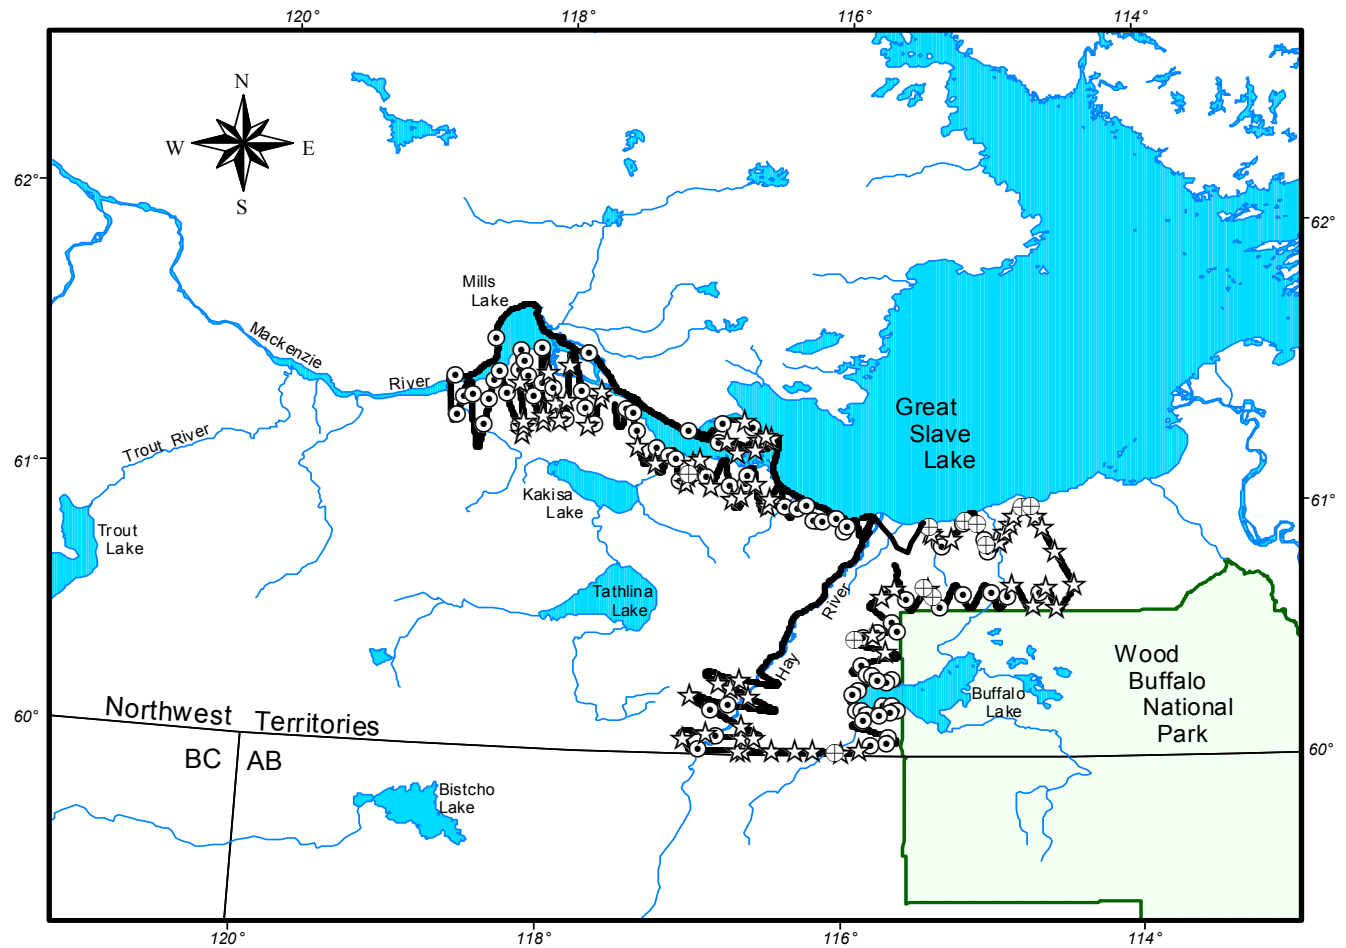 120° 118° 116° 114°
N
W E
S
62°
62°
Mills
Lake
Mackenzie
River
Great
Slave
Lake
Trout River
61°
61°
Kakisa
Lake
Trout
Lake
Tathlina
Lake
River
Hay
Wood
Buffalo
National
Park
Buffalo
Lake
60°
Northwest Territories
60°
BC AB
Bistcho
Lake
120° 118° 116° 114°